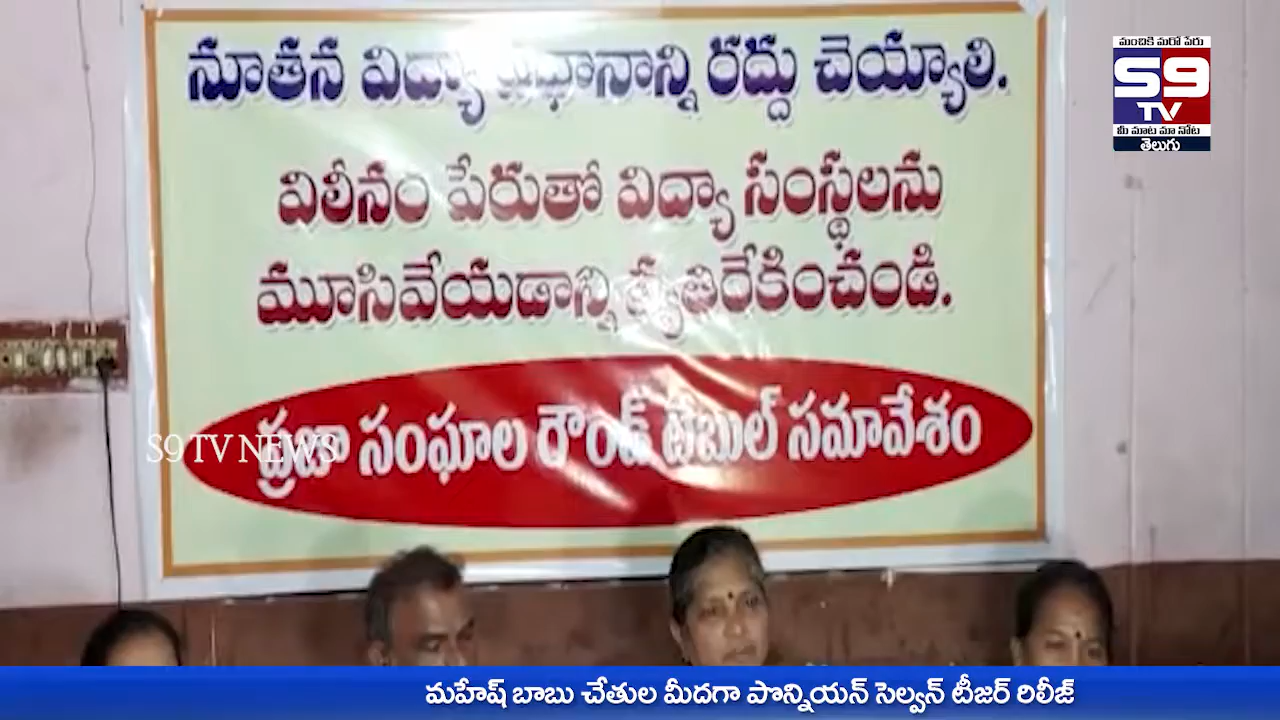 నూతన విద్యా విధానాన్ని రద్దు చెయ్యాలి.
విలీనం పేరుతో విద్యా సంస్థలను
మూసివేయడాన్ని వ్యతిరేకించండి.
ప్రజా సంఘాల రౌండ్ టేబుల్ సమావేశం
S9 TV NEWS
మంచికి మరో పేరు
S9
TV
మీ మాట మా నోట
తెలుగు
మహేష్ బాబు చేతుల మీదగా పొన్నియన్ సెల్వన్ టీజర్ రిలీజ్